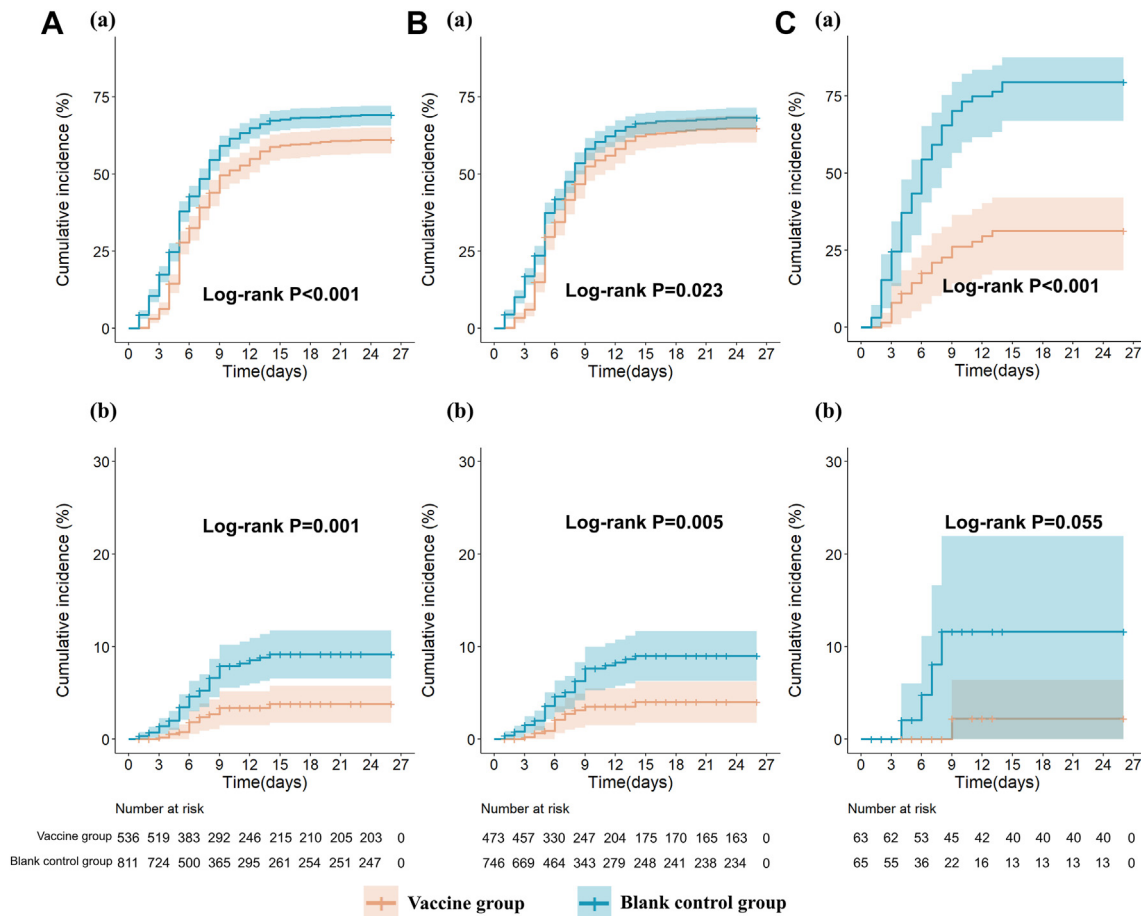 A (a)
Cumulative incidence (%)
75
50
25
0
Log-rank P<0.001
0 3 6 9 12 15 18 21 24 27
Time(days)
B (a)
Cumulative incidence (%)
75
50
25
0
Log-rank P=0.023
0 3 6 9 12 15 18 21 24 27
Time(days)
C (a)
Cumulative incidence (%)
75
50
25
0
Log-rank P<0.001
0 3 6 9 12 15 18 21 24 27
Time(days)
(b)
Cumulative incidence (%)
30
20
10
0
Log-rank P=0.001
0 3 6 9 12 15 18 21 24 27
Time(days)
(b)
Cumulative incidence (%)
30
20
10
0
Log-rank P=0.005
0 3 6 9 12 15 18 21 24 27
Time(days)
(b)
Cumulative incidence (%)
30
20
10
0
Log-rank P=0.055
0 3 6 9 12 15 18 21 24 27
Time(days)
Number at risk
Vaccine group 536 519 383 292 246 215 210 205 203 0
Blank control group 811 724 500 365 295 261 254 251 247 0
Number at risk
473 457 330 247 204 175 170 165 163 0
746 669 464 343 279 248 241 238 234 0
Number at risk
63 62 53 45 42 40 40 40 40 0
65 55 36 22 16 13 13 13 13 0
Vaccine group Blank control group